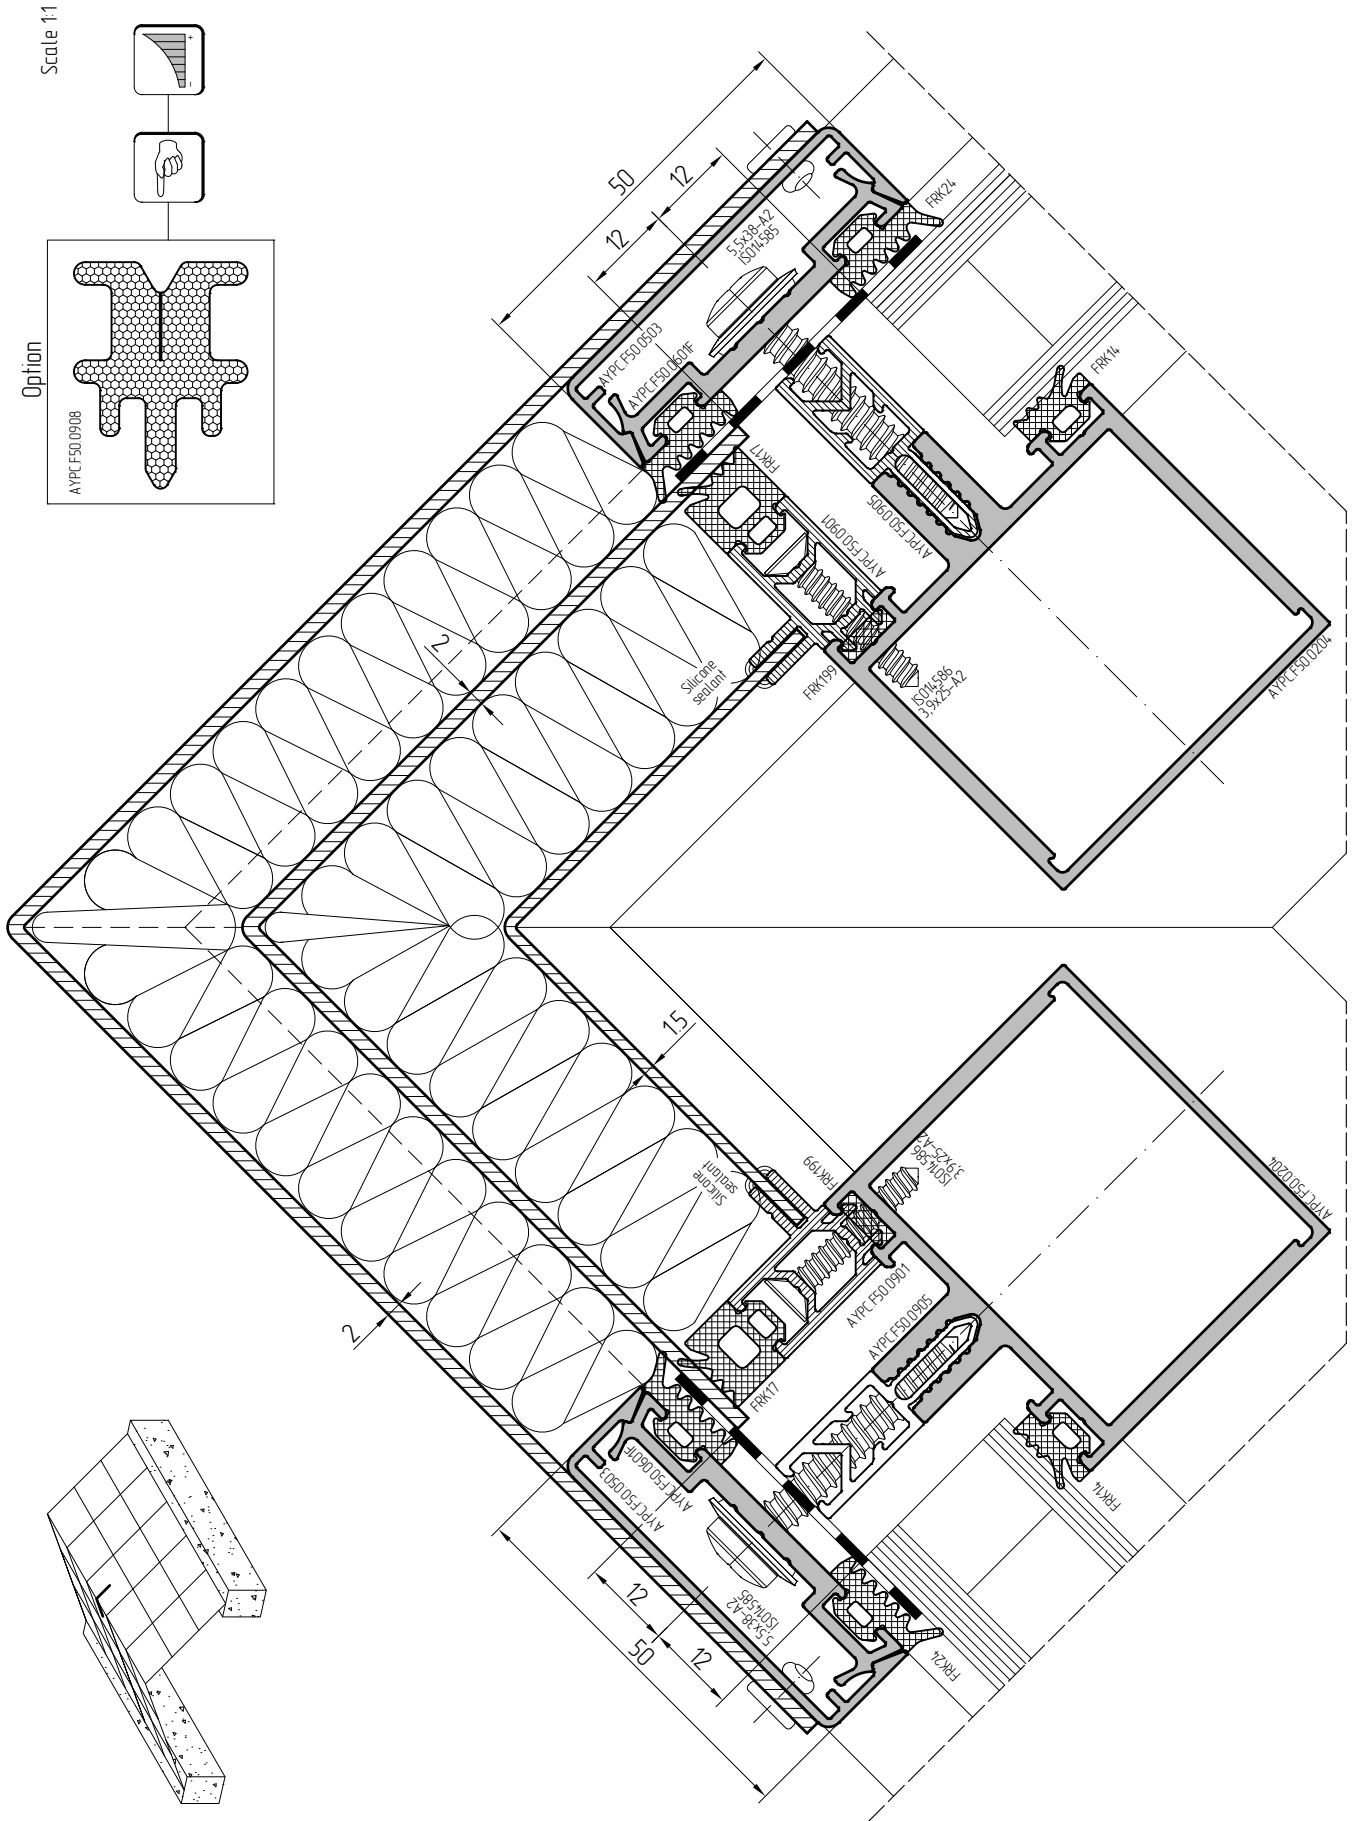 Scale 1:1
Option
AYPC.F50.0908
+
-
50
12
12
5,5x38-A2
ISO14585
FRK24
AYPC.F50.0503
AYPC.F50.0601F
FRK14
FRK17
AYPC.F50.0905
AYPC.F50.0901
2
Silicone
sealant
FRK199
ISO14586
3,9x25-A2
AYPC.F50.0204
1.5
Silicone
sealant
FRK199
ISO14586
3,9x25-A2
AYPC.F50.0204
AYPC.F50.0901
AYPC.F50.0905
2
FRK17
AYPC.F50.0601F
AYPC.F50.0503
FRK14
12
12
50
5,5x38-A2
ISO14585
FRK24